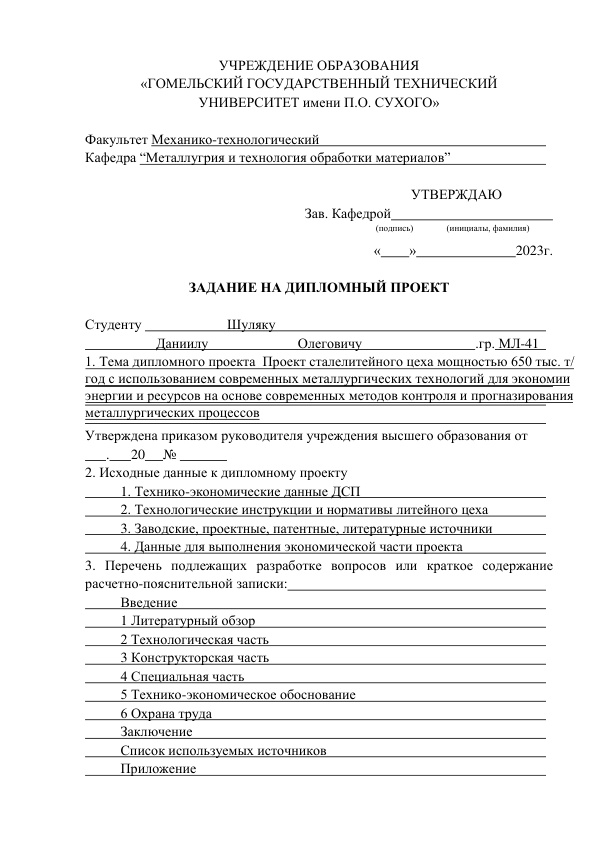 УЧРЕЖДЕНИЕ ОБРАЗОВАНИЯ
«ГОМЕЛЬСКИЙ ГОСУДАРСТВЕННЫЙ ТЕХНИЧЕСКИЙ
УНИВЕРСИТЕТ имени П.О. СУХОГО»
Факультет Механико-технологический
Кафедра “Металлугрия и технология обработки материалов”
УТВЕРЖДАЮ
Зав. Кафедрой_______________________
(подпись) (инициалы, фамилия)
«____»______________2023г.
ЗАДАНИЕ НА ДИПЛОМНЫЙ ПРОЕКТ
Студенту Шуляку
Даниилу Олеговичу .гр. МЛ-41
1. Тема дипломного проекта Проект сталелитейного цеха мощностью 650 тыс. т/
год с использованием современных металлургических технологий для экономии
энергии и ресурсов на основе современных методов контроля и прогназирования
металлургических процессов
Утверждена приказом руководителя учреждения высшего образования от
___.___20__№ _______
2. Исходные данные к дипломному проекту
1. Технико-экономические данные ДСП
2. Технологические инструкции и нормативы литейного цеха
3. Заводские, проектные, патентные, литературные источники
4. Данные для выполнения экономической части проекта
3. Перечень подлежащих разработке вопросов или краткое содержание
расчетно-пояснительной записки:
Введение
1 Литературный обзор
2 Технологическая часть
3 Конструкторская часть
4 Специальная часть
5 Технико-экономическое обоснование
6 Охрана труда
Заключение
Список используемых источников
Приложение